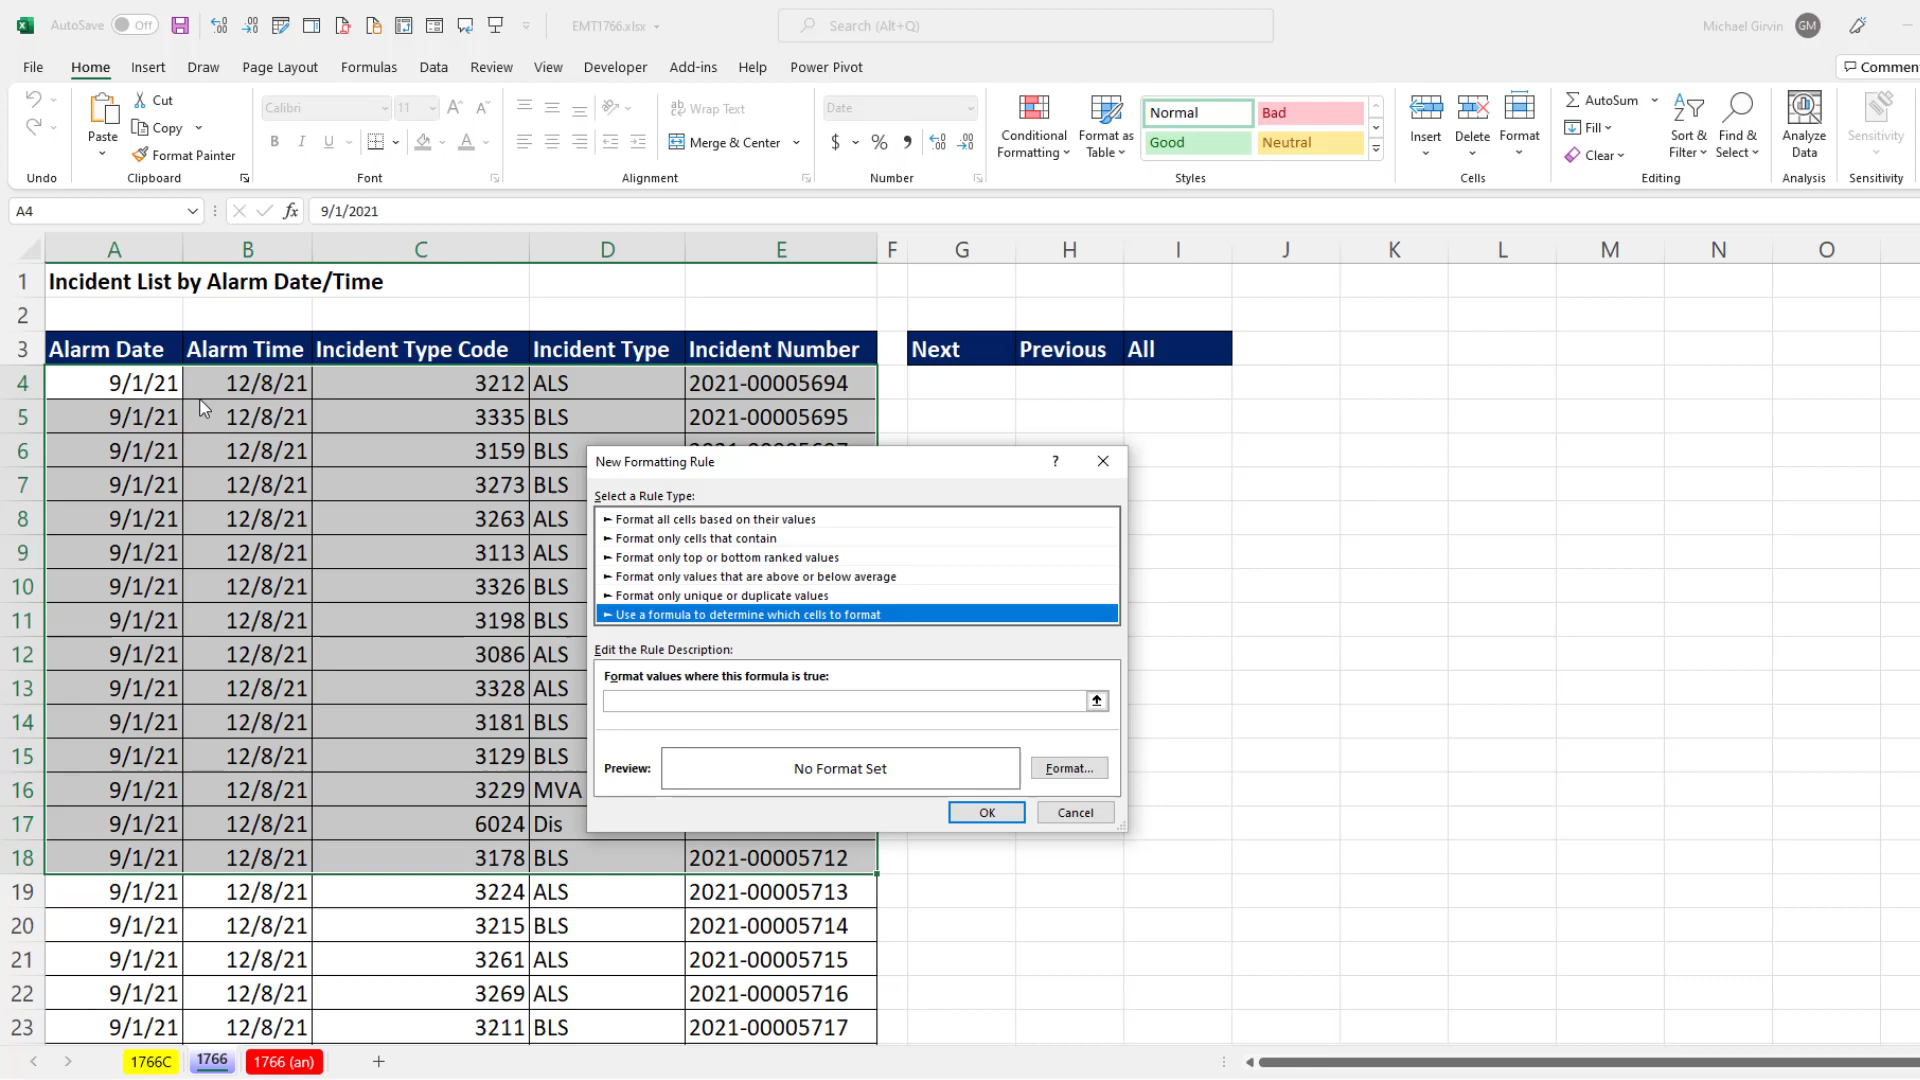 AutoSave Off EMT1766.xlsx Search (Alt+Q) Michael Girvin GM
File Home Insert Draw Page Layout Formulas Data Review View Developer Add-ins Help Power Pivot Commen
Paste Cut Copy Format Painter
Calibri 11 B I U
Wrap Text Merge & Center
Date $ % ,
Conditional Formatting Format as Table
Normal Bad Good Neutral
Insert Delete Format
AutoSum Fill Clear Sort & Filter Find & Select
Analyze Data Sensitivity
Undo Clipboard Font Alignment Number Styles Cells Editing Analysis Sensitivity
A4 fx 9/1/2021
A B C D E F G H I J K L M N O
1 Incident List by Alarm Date/Time
2
3 Alarm Date Alarm Time Incident Type Code Incident Type Incident Number Next Previous All
4 9/1/21 12/8/21 3212 ALS 2021-00005694
5 9/1/21 12/8/21 3335 BLS 2021-00005695
6 9/1/21 12/8/21 3159 BLS
7 9/1/21 12/8/21 3273 BLS
8 9/1/21 12/8/21 3263 ALS
9 9/1/21 12/8/21 3113 ALS
10 9/1/21 12/8/21 3326 BLS
11 9/1/21 12/8/21 3198 BLS
12 9/1/21 12/8/21 3086 ALS
13 9/1/21 12/8/21 3328 ALS
14 9/1/21 12/8/21 3181 BLS
15 9/1/21 12/8/21 3129 BLS
16 9/1/21 12/8/21 3229 MVA
17 9/1/21 12/8/21 6024 Dis
18 9/1/21 12/8/21 3178 BLS 2021-00005712
19 9/1/21 12/8/21 3224 ALS 2021-00005713
20 9/1/21 12/8/21 3215 BLS 2021-00005714
21 9/1/21 12/8/21 3261 ALS 2021-00005715
22 9/1/21 12/8/21 3269 ALS 2021-00005716
23 9/1/21 12/8/21 3211 BLS 2021-00005717
New Formatting Rule ?
Select a Rule Type:
► Format all cells based on their values
► Format only cells that contain
► Format only top or bottom ranked values
► Format only values that are above or below average
► Format only unique or duplicate values
► Use a formula to determine which cells to format
Edit the Rule Description:
Format values where this formula is true:
Preview: No Format Set Format...
OK Cancel
1766C 1766 1766 (an) +